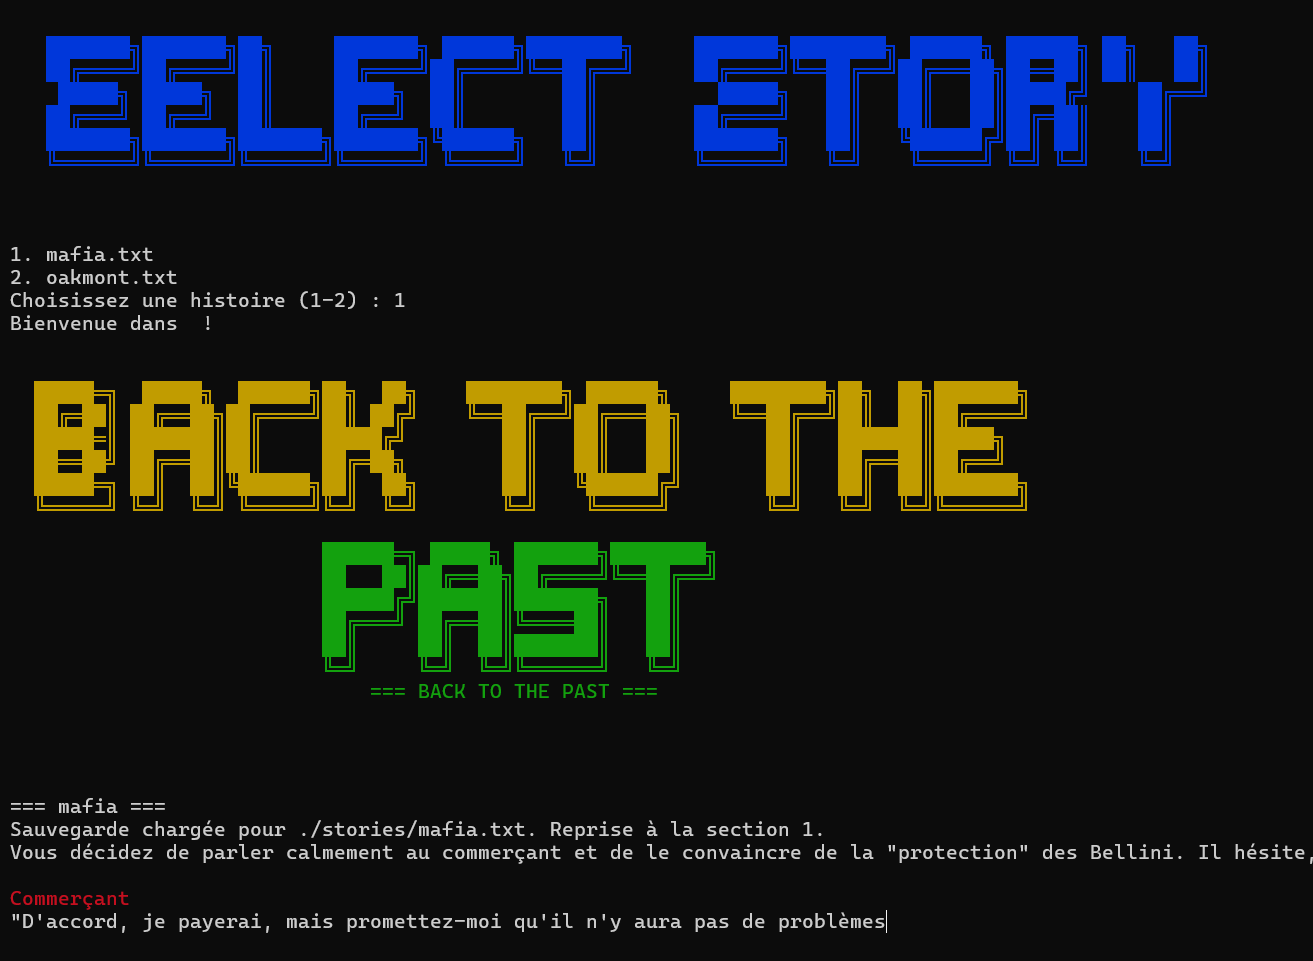 SELECT STORY
1. mafia.txt
2. oakmont.txt
Choisissez une histoire (1-2) : 1
Bienvenue dans  !
BACK TO THE
PAST
=== BACK TO THE PAST ===
=== mafia ===
Sauvegarde chargée pour ./stories/mafia.txt. Reprise à la section 1.
Vous décidez de parler calmement au commerçant et de le convaincre de la "protection" des Bellini. Il hésite,
Commerçant
"D'accord, je payerai, mais promettez-moi qu'il n'y aura pas de problèmes